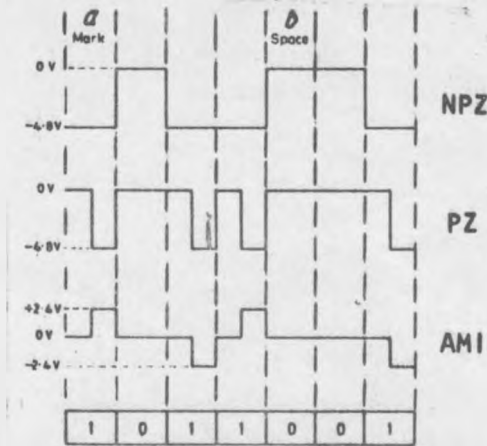 a b
Mark Space
0V
-4·8V
NPZ
0V
-4·8V
PZ
+2·4V
0V
-2·4V
AMI
1 0 1 1 0 0 1